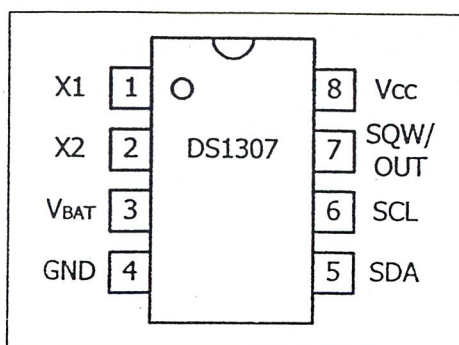 X1 1 8 Vcc
X2 2 DS1307 7 SQW/
OUT
VBAT 3 6 SCL
GND 4 5 SDA